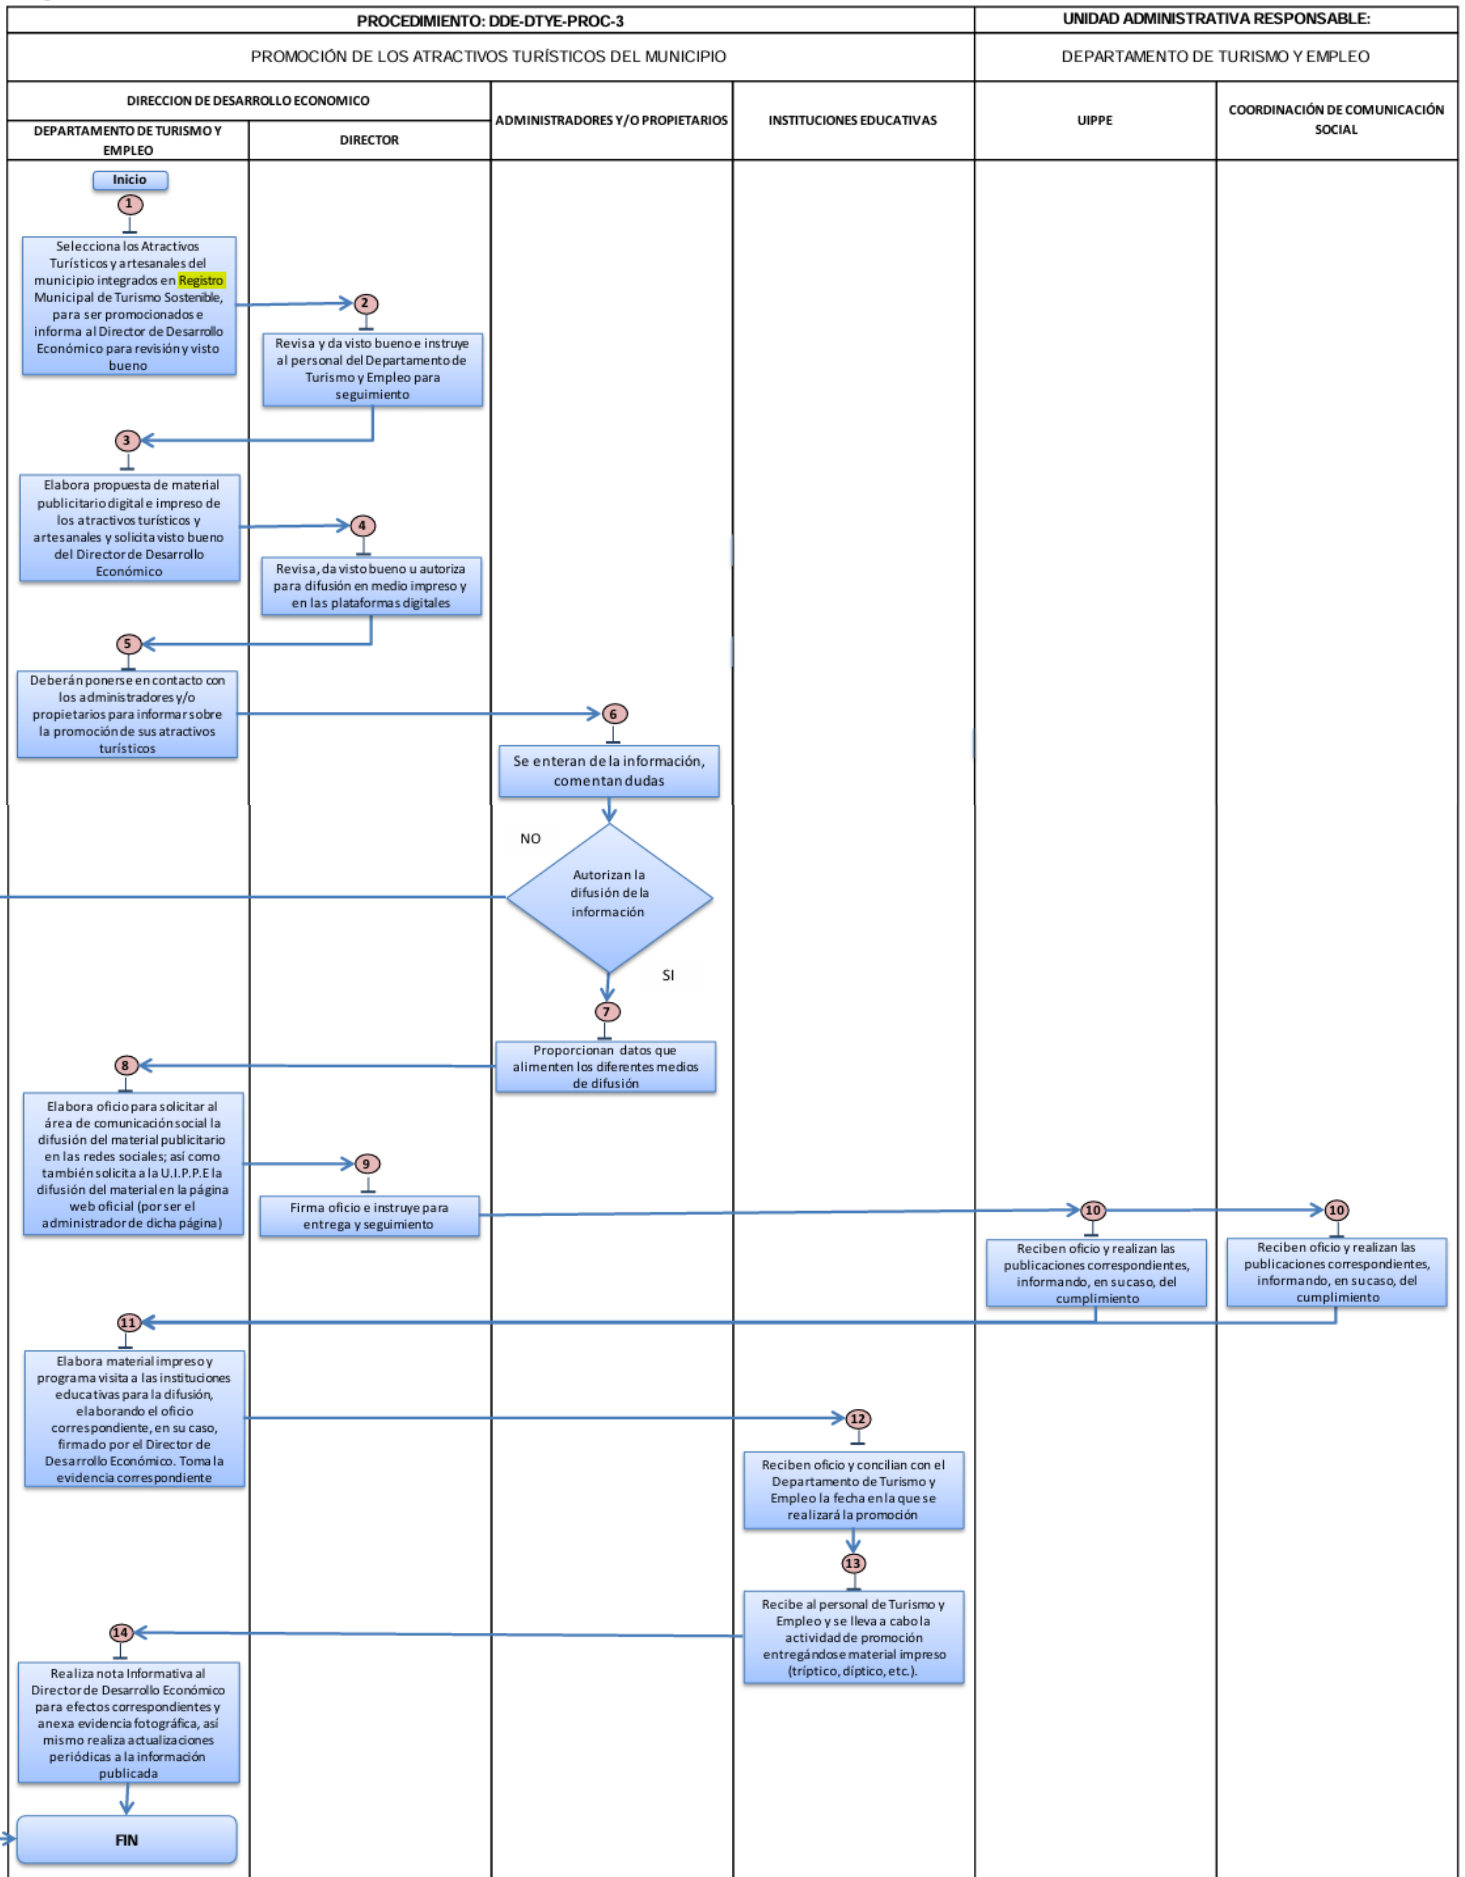 PROCEDIMIENTO: DDE-DTYE-PROC-3
UNIDAD ADMINISTRATIVA RESPONSABLE:
PROMOCIÓN DE LOS ATRACTIVOS TURÍSTICOS DEL MUNICIPIO
DEPARTAMENTO DE TURISMO Y EMPLEO
DIRECCION DE DESARROLLO ECONOMICO
DEPARTAMENTO DE TURISMO Y
EMPLEO
DIRECTOR
ADMINISTRADORES Y/O PROPIETARIOS
INSTITUCIONES EDUCATIVAS
UIPPE
COORDINACIÓN DE COMUNICACIÓN
SOCIAL
Inicio
1
Selecciona los Atractivos
Turísticos y artesanales del
municipio integrados en Registro
Municipal de Turismo Sostenible,
para ser promocionados e
informa al Director de Desarrollo
Económico para revisión y visto
bueno
2
Revisa y da visto bueno e instruye
al personal del Departamento de
Turismo y Empleo para
seguimiento
3
Elabora propuesta de material
publicitario digital e impreso de
los atractivos turísticos y
artesanales y solicita visto bueno
del Director de Desarrollo
Económico
4
Revisa, da visto bueno u autoriza
para difusión en medio impreso y
en las plataformas digitales
5
Deberán ponerse en contacto con
los administradores y/o
propietarios para informar sobre
la promoción de sus atractivos
turísticos
6
Se enteran de la información,
comentan dudas
NO
Autorizan la
difusión de la
información
SI
7
Proporcionan datos que
alimenten los diferentes medios
de difusión
8
Elabora oficio para solicitar al
área de comunicación social la
difusión del material publicitario
en las redes sociales; así como
también solicita a la U.I.P.P.E la
difusión del material en la página
web oficial (por ser el
administrador de dicha página)
9
Firma oficio e instruye para
entrega y seguimiento
10
Reciben oficio y realizan las
publicaciones correspondientes,
informando, en su caso, del
cumplimiento
10
Reciben oficio y realizan las
publicaciones correspondientes,
informando, en su caso, del
cumplimiento
11
Elabora material impreso y
programa visita a las instituciones
educativas para la difusión,
elaborando el oficio
correspondiente, en su caso,
firmado por el Director de
Desarrollo Económico. Toma la
evidencia correspondiente
12
Reciben oficio y concilian con el
Departamento de Turismo y
Empleo la fecha en la que se
realizará la promoción
13
Recibe al personal de Turismo y
Empleo y se lleva a cabo la
actividad de promoción
entregándose material impreso
(tríptico, díptico, etc.).
14
Realiza nota Informativa al
Director de Desarrollo Económico
para efectos correspondientes y
anexa evidencia fotográfica, así
mismo realiza actualizaciones
periódicas a la información
publicada
FIN